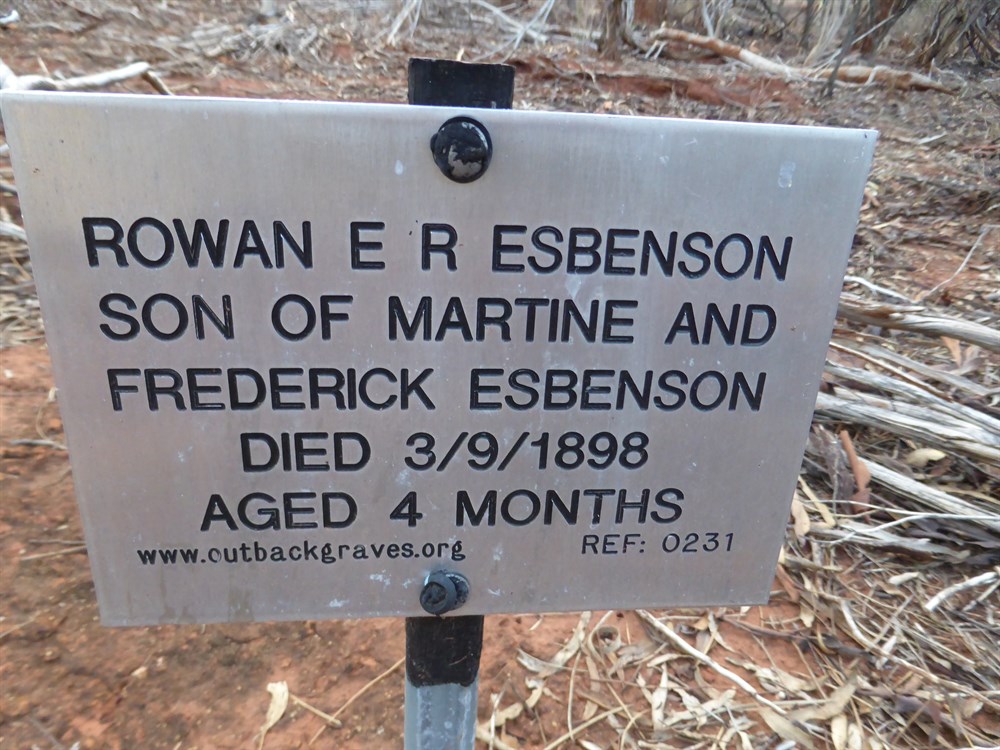 ROWAN E R ESBENSON
SON OF MARTINE AND
FREDERICK ESBENSON
DIED 3/9/1898
AGED 4 MONTHS
www.outbackgraves.org REF: 0231